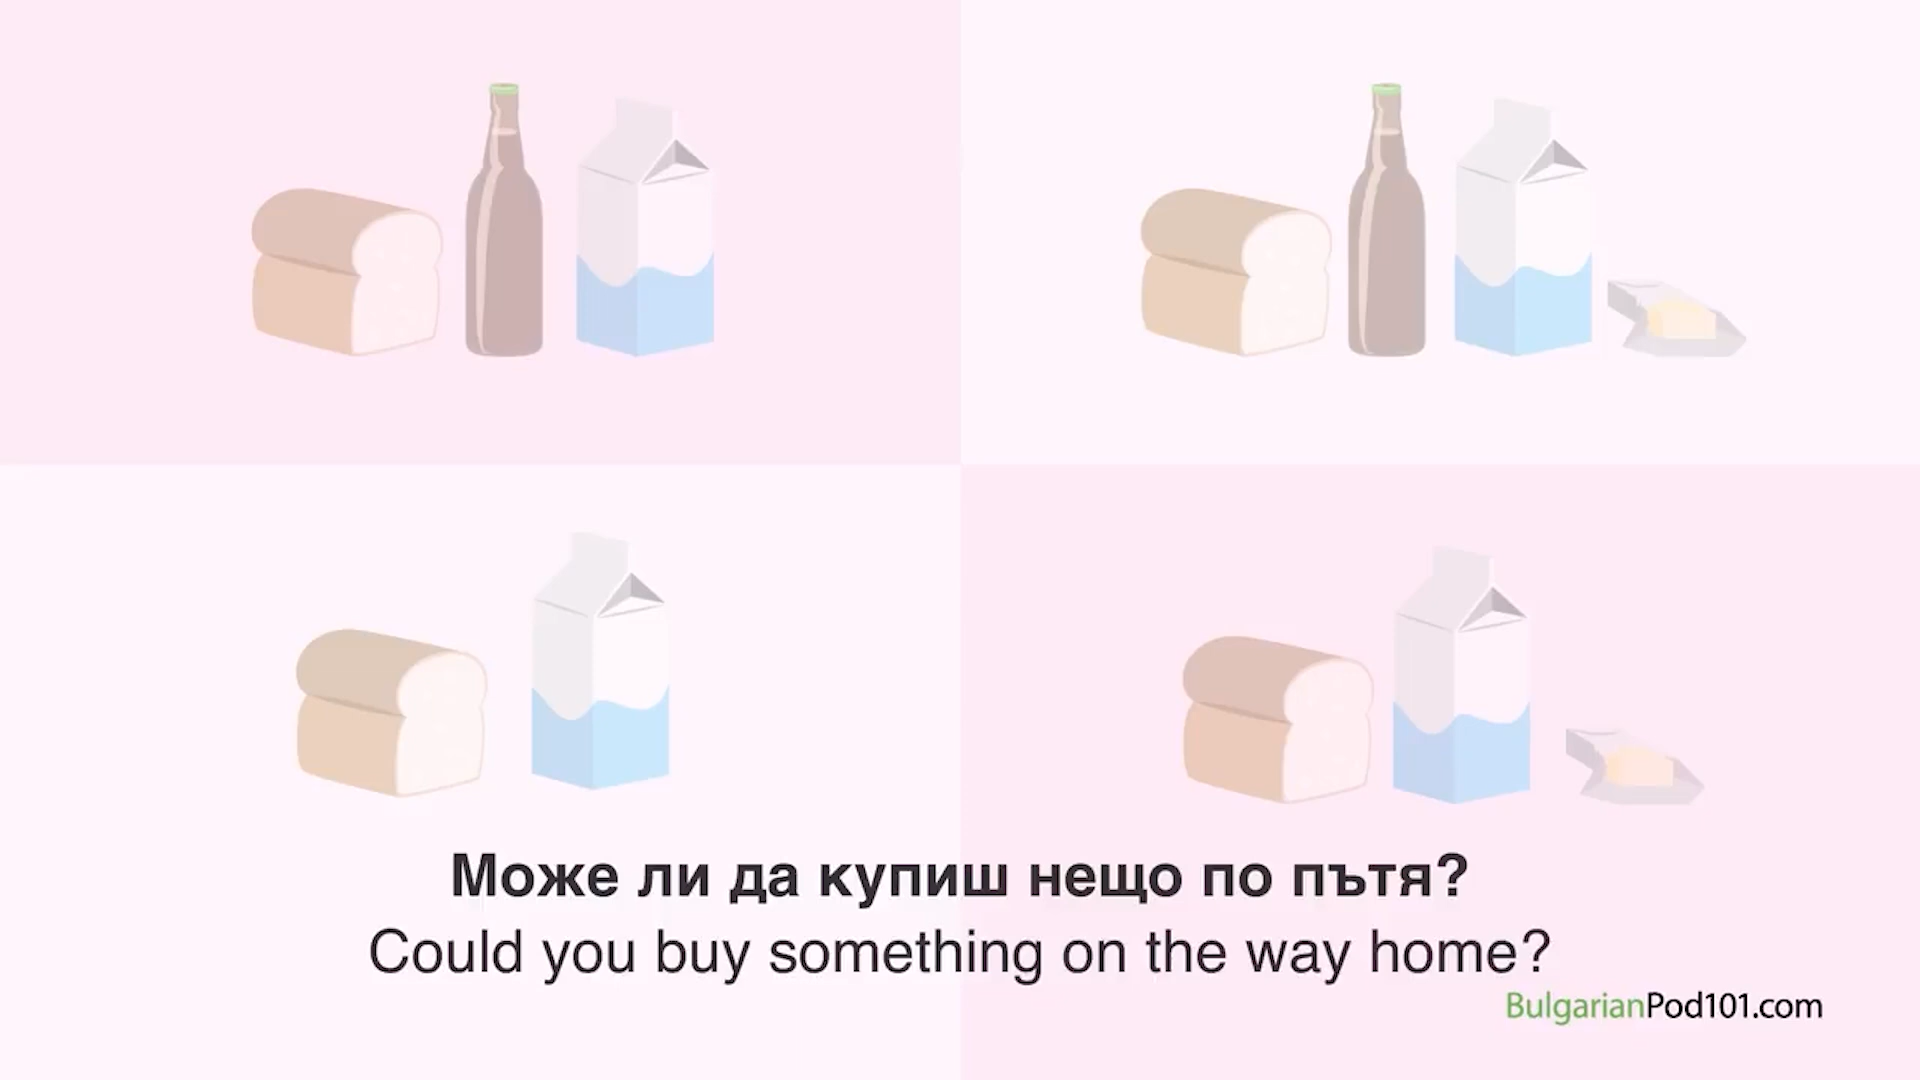 Може ли да купиш нещо по пътя?
Could you buy something on the way home?
BulgarianPod101.com